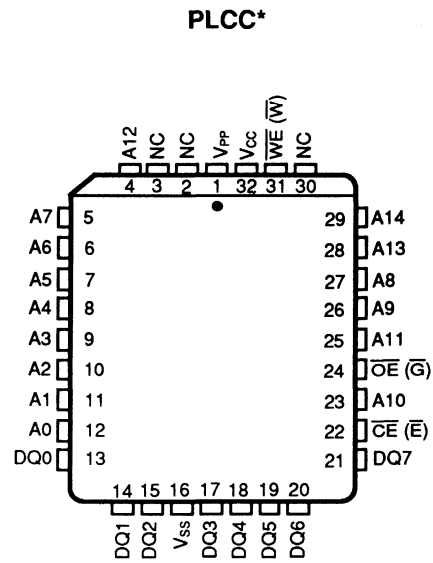 PLCC*
A12 NC NC VPP VCC W̅E̅ (W̅) NC
4 3 2 1 32 31 30
A7 5 29 A14
A6 6 28 A13
A5 7 27 A8
A4 8 26 A9
A3 9 25 A11
A2 10 24 O̅E̅ (G̅)
A1 11 23 A10
A0 12 22 C̅E̅ (E̅)
DQ0 13 21 DQ7
14 15 16 17 18 19 20
DQ1 DQ2 VSS DQ3 DQ4 DQ5 DQ6